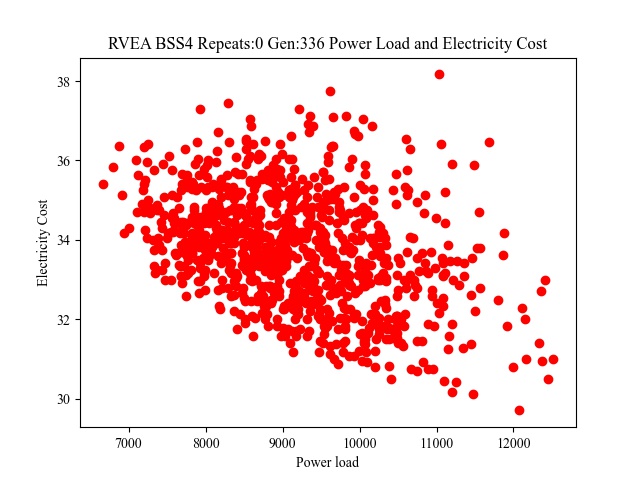 RVEA BSS4 Repeats:0 Gen:336 Power Load and Electricity Cost
38
36
34
32
30
Electricity Cost
7000 8000 9000 10000 11000 12000
Power load